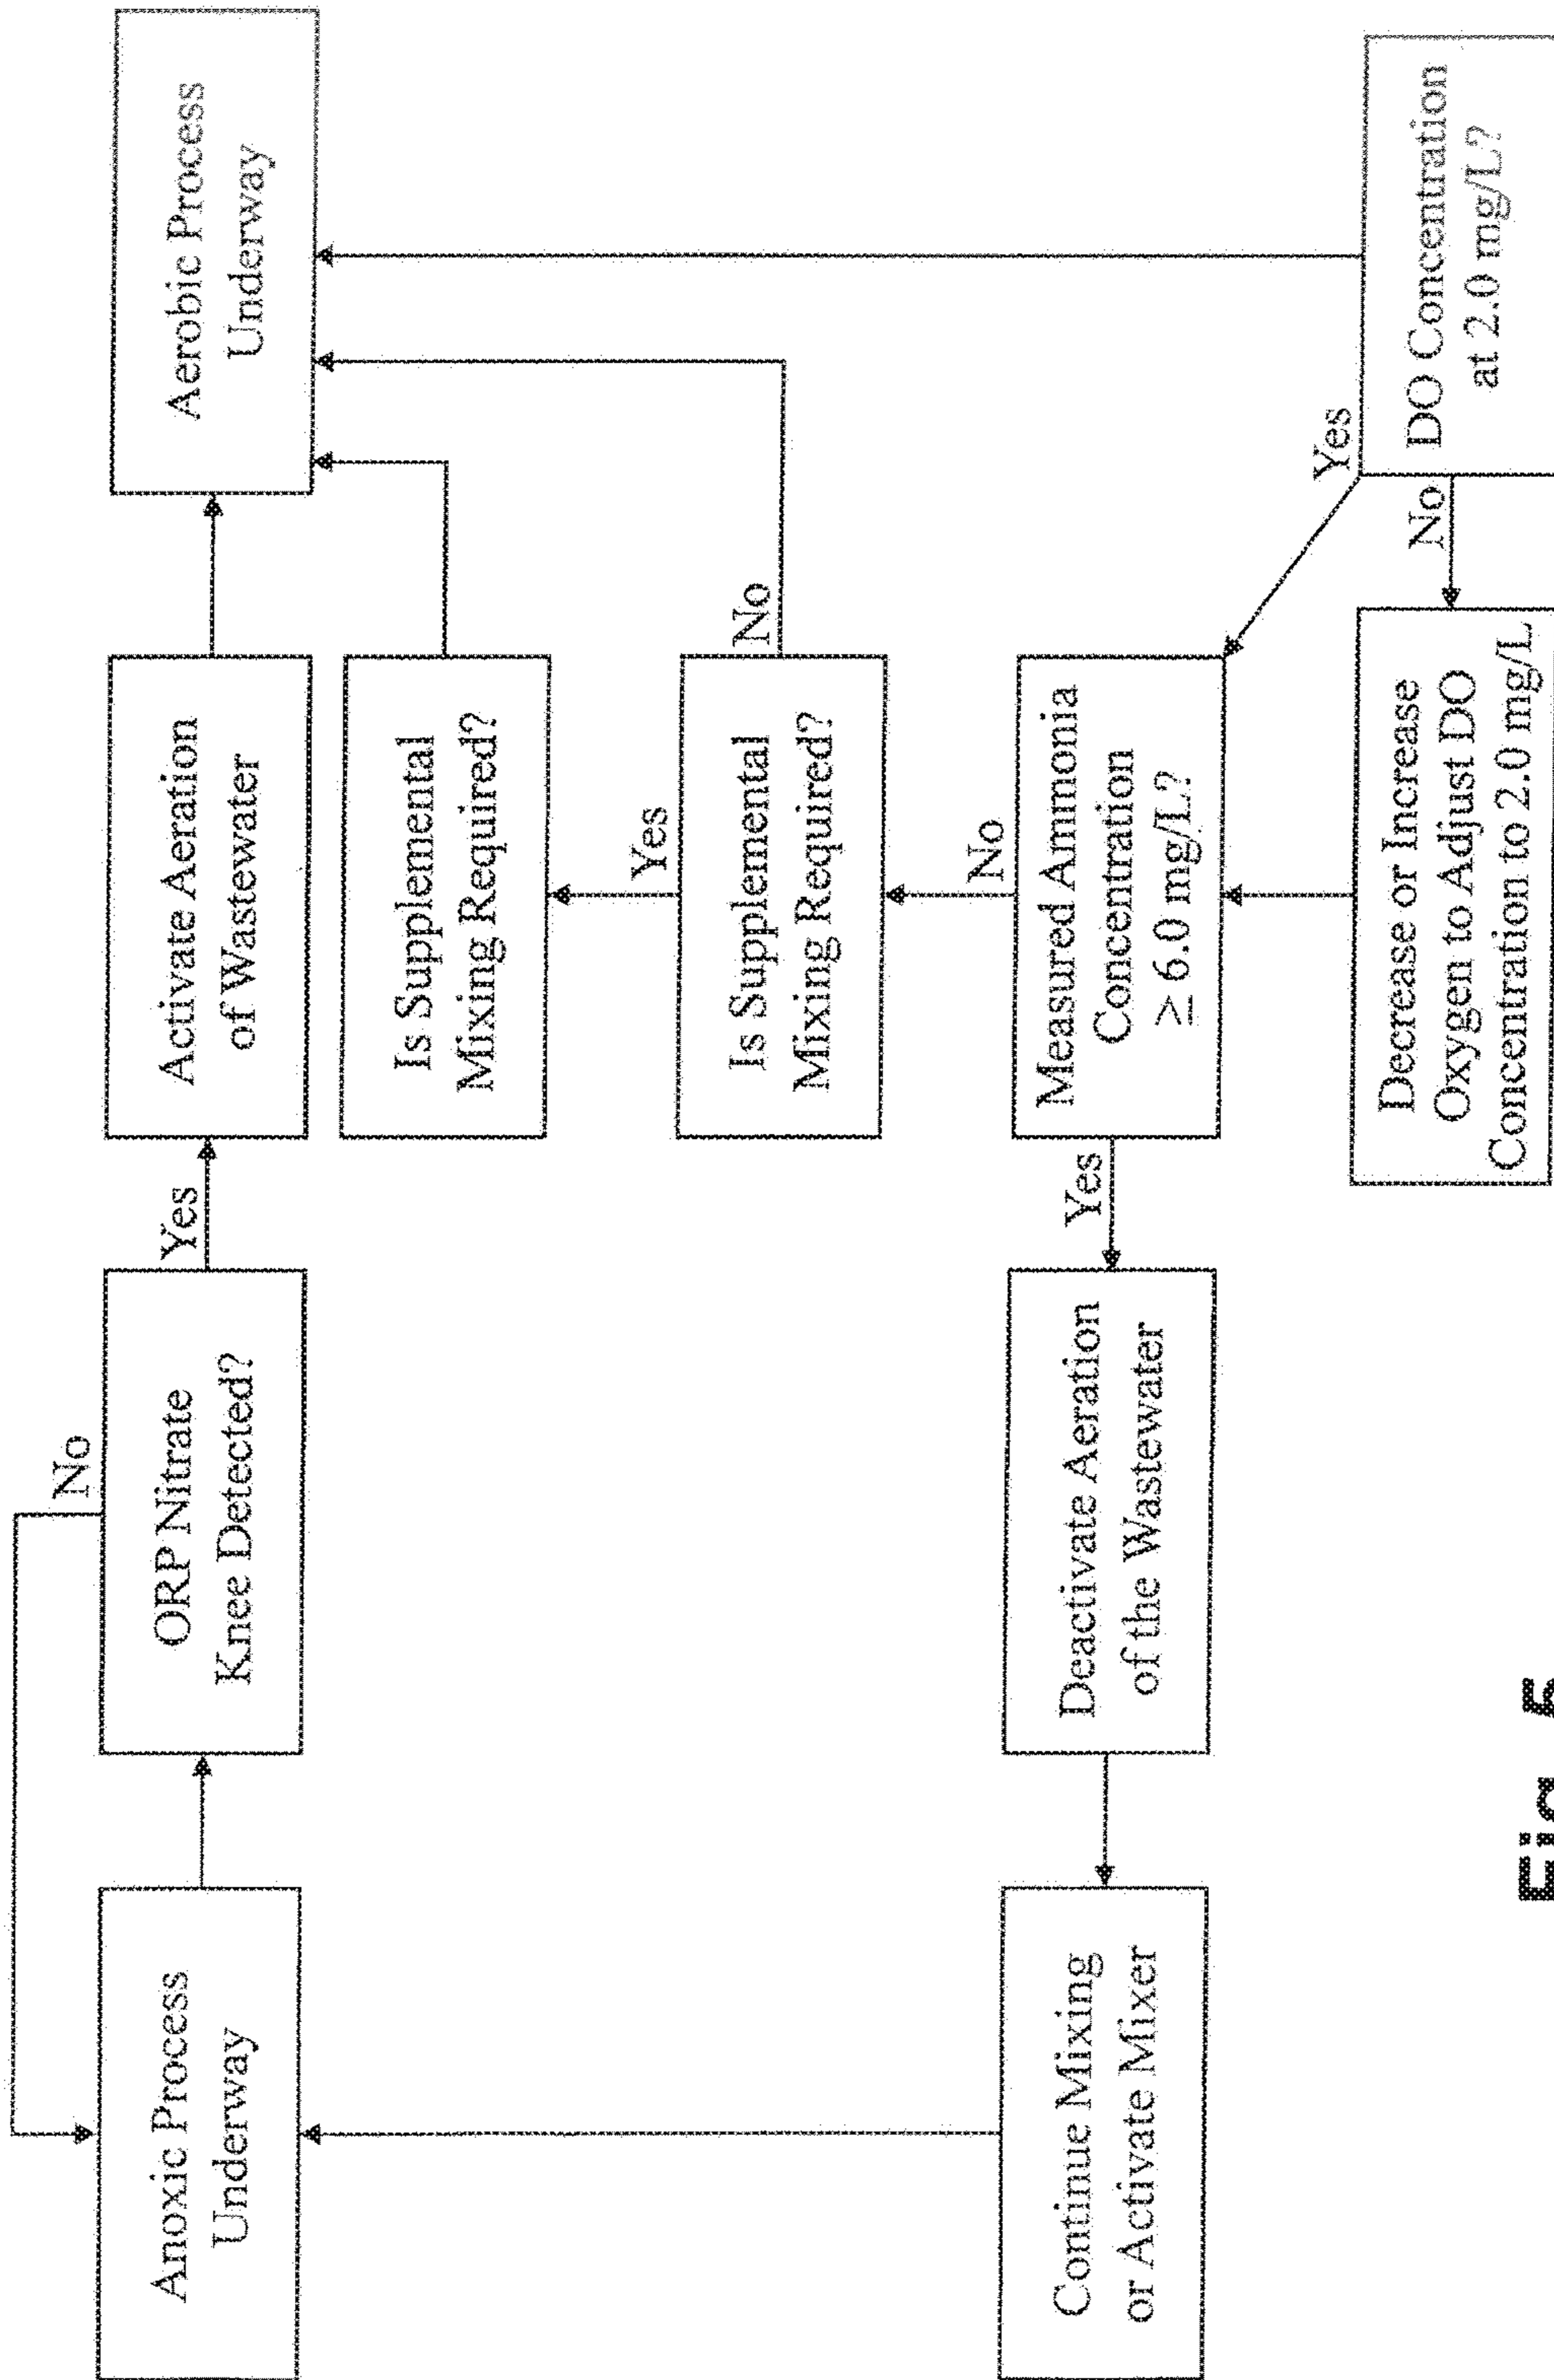 No
Anoxic Process
Underway
ORP Nitrate
Knee Detected?
Yes
Activate Aeration
of Wastewater
Aerobic Process
Underway
Is Supplemental
Mixing Required?
Yes
Is Supplemental
Mixing Required?
No
No
Continue Mixing
or Activate Mixer
Deactivate Aeration
of the Wastewater
Yes
Measured Ammonia
Concentration
≥ 6.0 mg/L?
Yes
Decrease or Increase
Oxygen to Adjust DO
Concentration to 2.0 mg/L
No
DO Concentration
at 2.0 mg/L?
Fig. 5